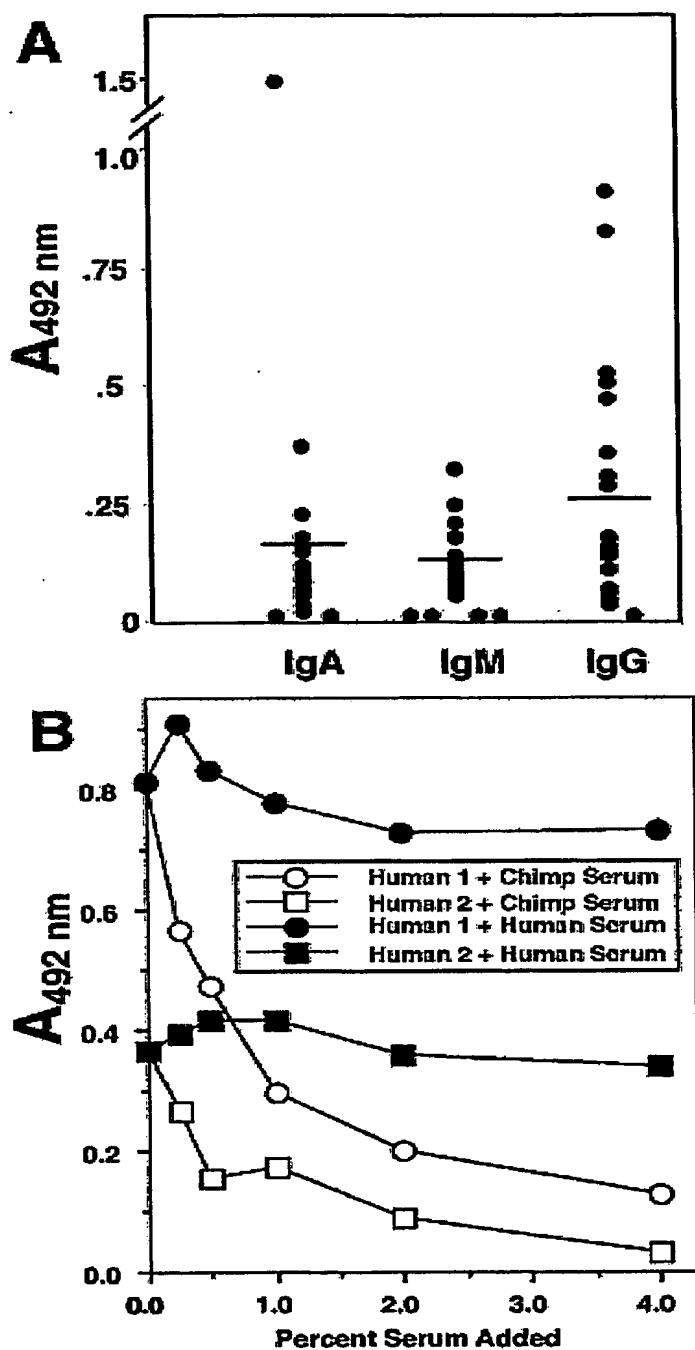 A
1.5
1.0
.75
.5
.25
0
A492 nm
IgA IgM IgG
B
0.8
0.6
0.4
0.2
0.0
A492 nm
Human 1 + Chimp Serum
Human 2 + Chimp Serum
Human 1 + Human Serum
Human 2 + Human Serum
0.0 1.0 2.0 3.0 4.0
Percent Serum Added